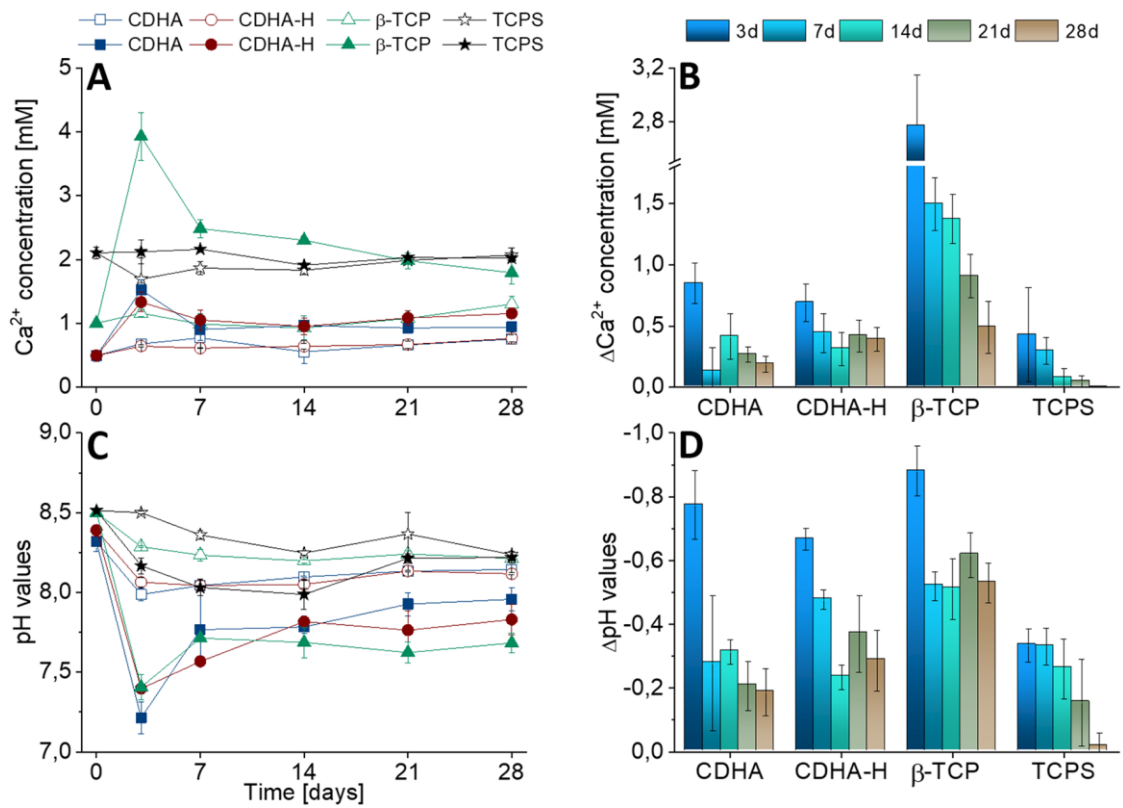 CDHA CDHA-H β-TCP TCPS
CDHA CDHA-H β-TCP TCPS
3d 7d 14d 21d 28d
A
5
4
3
2
1
0
Ca²⁺ concentration [mM]
0 7 14 21 28
B
3,2
2,8
1,5
1,0
0,5
0,0
ΔCa²⁺ concentration [mM]
CDHA CDHA-H β-TCP TCPS
C
9,0
8,5
8,0
7,5
7,0
pH values
0 7 14 21 28
Time [days]
D
-1,0
-0,8
-0,6
-0,4
-0,2
0,0
ΔpH values
CDHA CDHA-H β-TCP TCPS